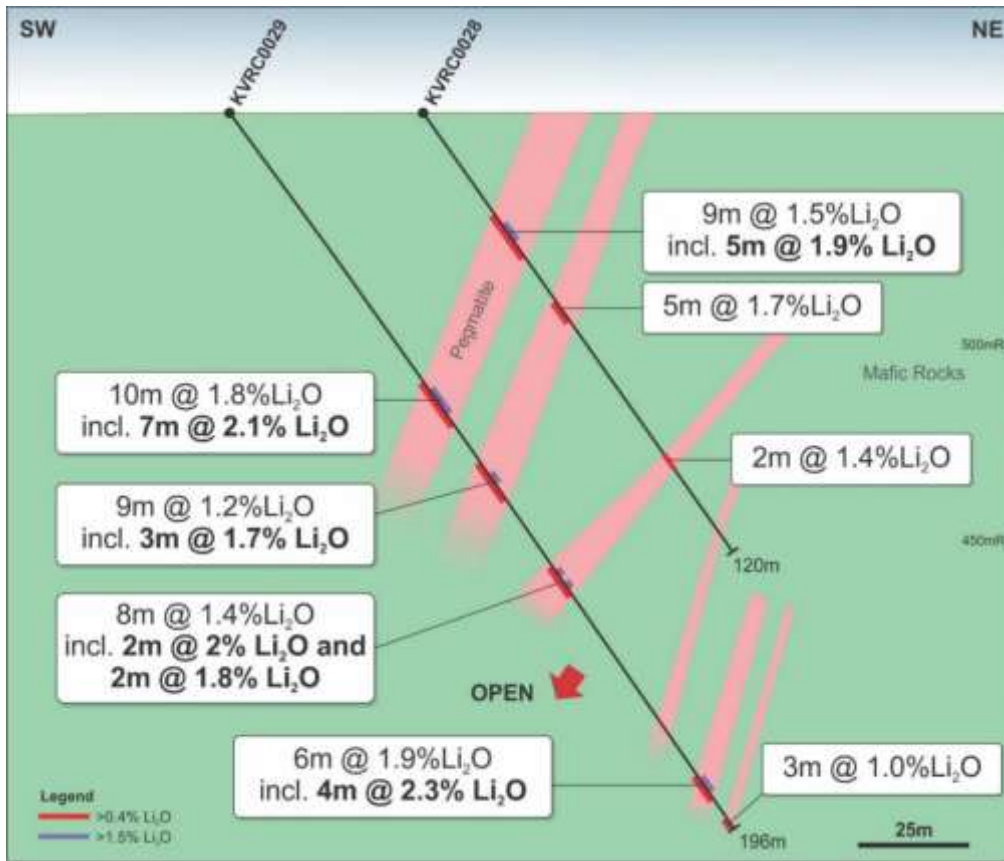 SW
NE
KVRC0029
KVRC0028
9m @ 1.5%Li₂O
incl. 5m @ 1.9% Li₂O
5m @ 1.7%Li₂O
Pegmatite
500mR
Mafic Rocks
10m @ 1.8%Li₂O
incl. 7m @ 2.1% Li₂O
2m @ 1.4%Li₂O
9m @ 1.2%Li₂O
incl. 3m @ 1.7% Li₂O
450mR
120m
8m @ 1.4%Li₂O
incl. 2m @ 2% Li₂O and
2m @ 1.8% Li₂O
OPEN
6m @ 1.9%Li₂O
incl. 4m @ 2.3% Li₂O
3m @ 1.0%Li₂O
Legend
>0.4% Li₂O
>1.5% Li₂O
196m
25m